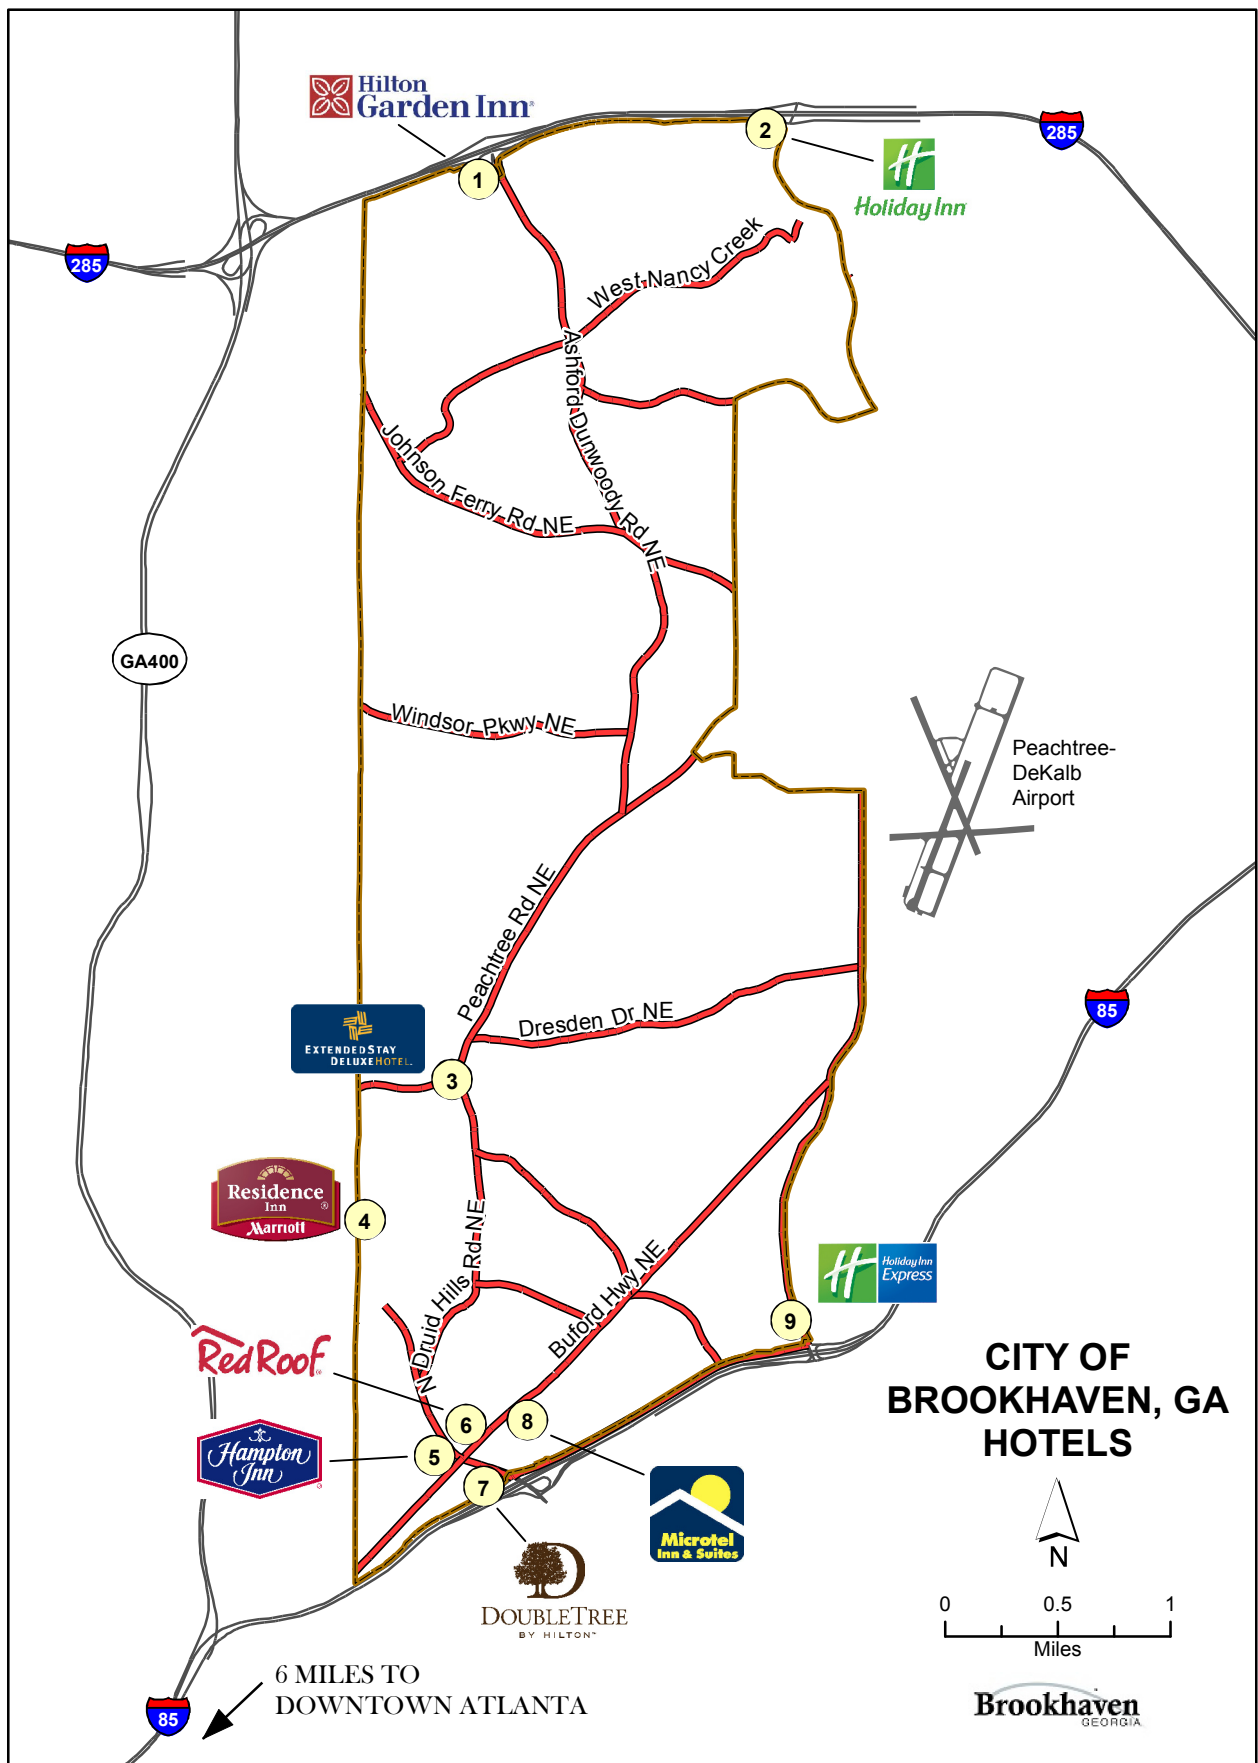 Hilton
Garden Inn
2
285
1
Holiday Inn
285
West Nancy Creek
Ashford Dunwoody Rd NE
Johnson Ferry Rd NE
GA400
Windsor Pkwy NE
Peachtree-
DeKalb
Airport
Peachtree Rd NE
85
Dresden Dr NE
EXTENDED STAY
DELUXE HOTEL
3
Residence
Inn
Marriott
4
N Druid Hills Rd NE
Buford Hwy NE
Holiday Inn
Express
9
Red Roof
CITY OF
BROOKHAVEN, GA
HOTELS
6
8
5
Hampton
Inn
7
Microtel
Inn & Suites
N
DOUBLETREE
BY HILTON™
0 0.5 1
Miles
6 MILES TO
DOWNTOWN ATLANTA
85
Brookhaven
GEORGIA